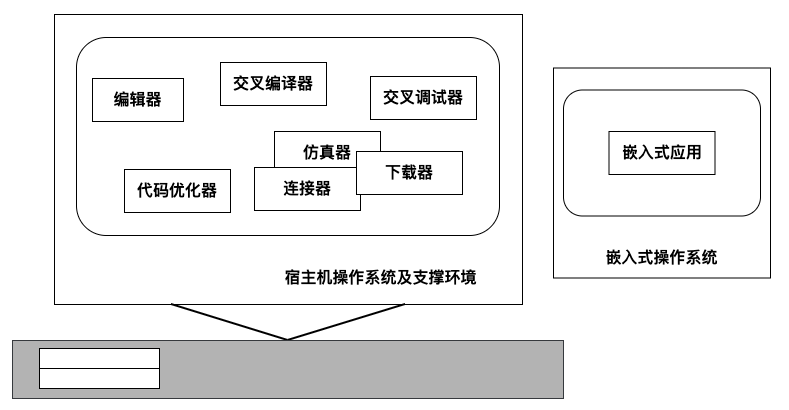 编辑器
交叉编译器
交叉调试器
仿真器
下载器
代码优化器
连接器
宿主机操作系统及支撑环境
嵌入式应用
嵌入式操作系统